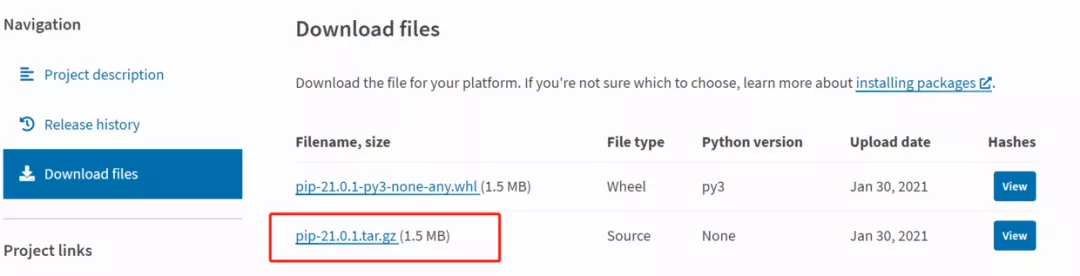 Navigation
Project description
Release history
Download files
Project links
Download files
Download the file for your platform. If you're not sure which to choose, learn more about installing packages.
Filename, size File type Python version Upload date Hashes
pip-21.0.1-py3-none-any.whl (1.5 MB) Wheel py3 Jan 30, 2021 View
pip-21.0.1.tar.gz (1.5 MB) Source None Jan 30, 2021 View